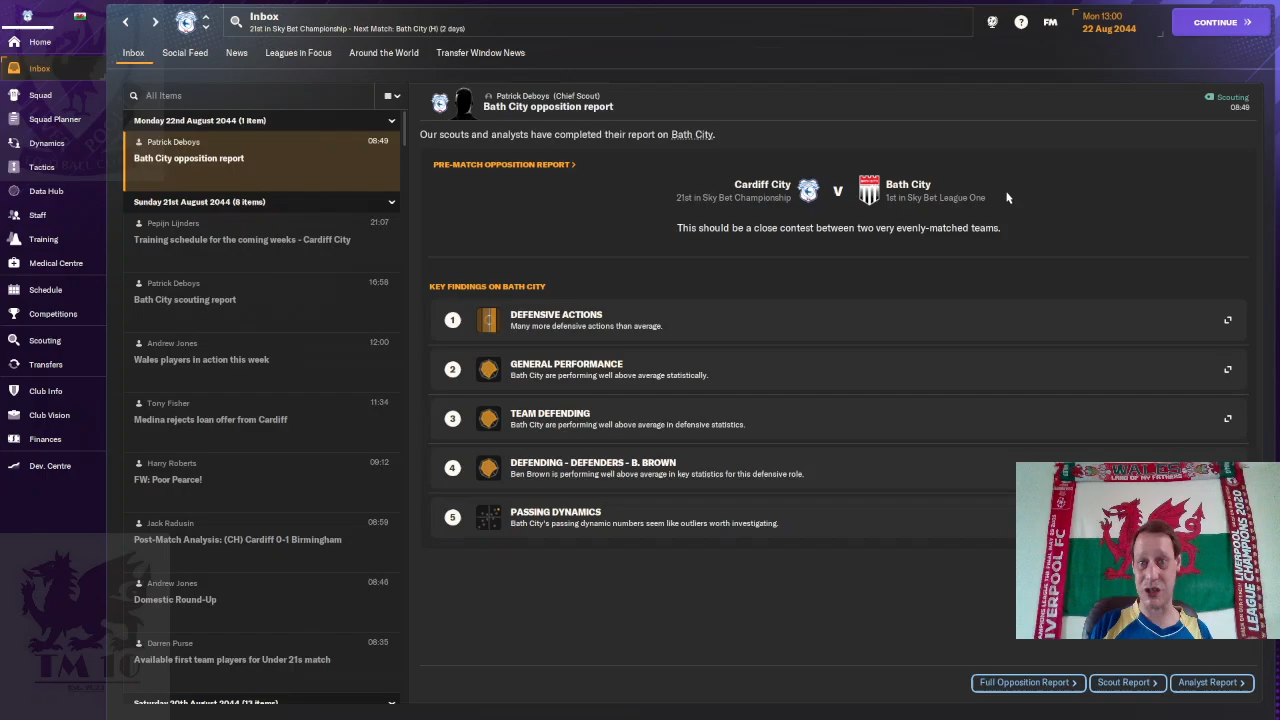 Inbox
21st in Sky Bet Championship - Next Match: Bath City (H) (2 days)
FM
Mon 13:00
22 Aug 2044
CONTINUE
Home
Inbox
Squad
Squad Planner
Dynamics
Tactics
Data Hub
Staff
Training
Medical Centre
Schedule
Competitions
Scouting
Transfers
Club Info
Club Vision
Finances
Dev. Centre
TM 10
Inbox
Social Feed
News
Leagues in Focus
Around the World
Transfer Window News
All Items
Monday 22nd August 2044 (1 item)
Patrick Deboys 08:49
Bath City opposition report
Sunday 21st August 2044 (8 items)
Pepijn Lijnders 21:07
Training schedule for the coming weeks - Cardiff City
Patrick Deboys 16:58
Bath City scouting report
Andrew Jones 12:00
Wales players in action this week
Tony Fisher 11:34
Medina rejects loan offer from Cardiff
Harry Roberts 09:12
FW: Poor Pearce!
Jack Radusin 08:59
Post-Match Analysis: (CH) Cardiff 0-1 Birmingham
Andrew Jones 08:46
Domestic Round-Up
Darren Purse 08:35
Available first team players for Under 21s match
Saturday 20th August 2044 (13 items)
Patrick Deboys (Chief Scout)
Bath City opposition report
Scouting
08:49
Our scouts and analysts have completed their report on Bath City.
PRE-MATCH OPPOSITION REPORT >
Cardiff City
21st in Sky Bet Championship
v
Bath City
1st in Sky Bet League One
This should be a close contest between two very evenly-matched teams.
KEY FINDINGS ON BATH CITY
1
DEFENSIVE ACTIONS
Many more defensive actions than average.
2
GENERAL PERFORMANCE
Bath City are performing well above average statistically.
3
TEAM DEFENDING
Bath City are performing well above average in defensive statistics.
4
DEFENDING - DEFENDERS - B. BROWN
Ben Brown is performing well above average in key statistics for this defensive role.
5
PASSING DYNAMICS
Bath City's passing dynamic numbers seem like outliers worth investigating.
WALES
LAND OF MY FATHERS
LIVERPOOL FC
LIVERPOOL
LEAGUE CHAMPIONS 2020
Full Opposition Report >
Scout Report >
Analyst Report >